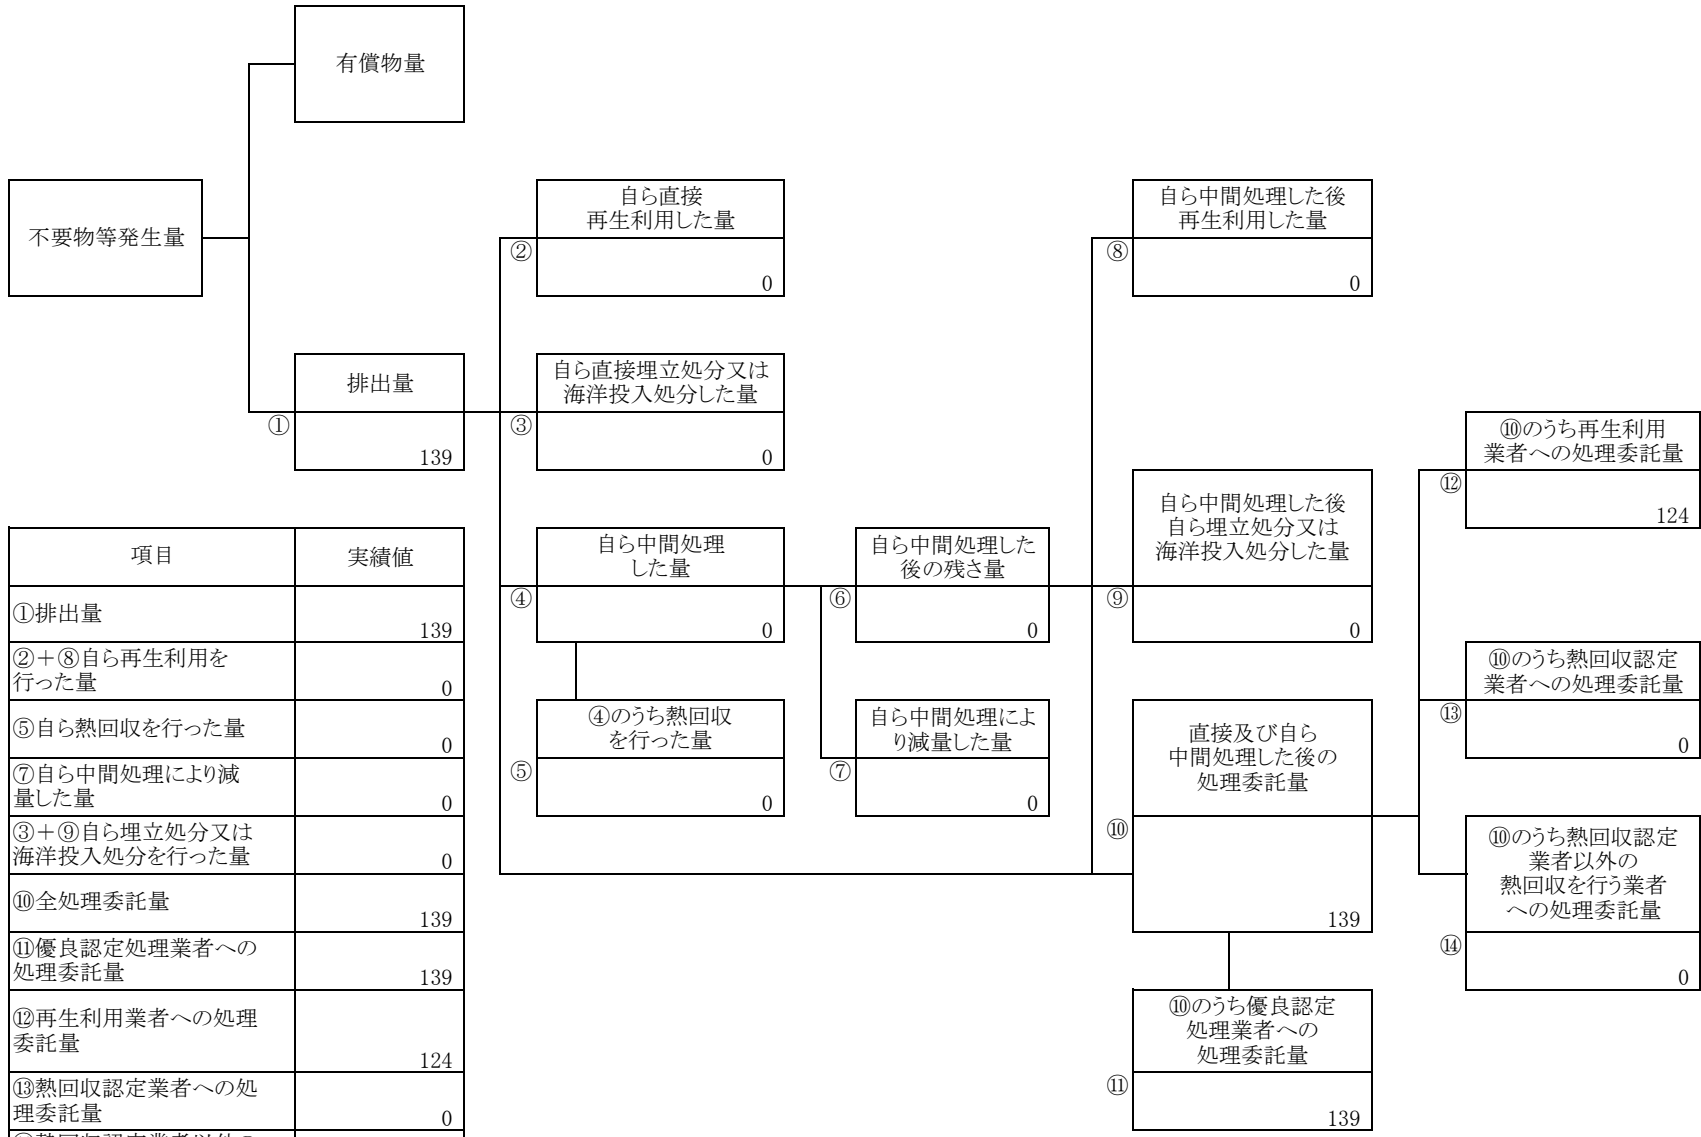 有償物量
不要物等発生量
排出量
①
139
自ら直接
再生利用した量
②
0
自ら直接埋立処分又は
海洋投入処分した量
③
0
自ら中間処理
した量
④
0
④のうち熱回収
を行った量
⑤
0
自ら中間処理した
後の残さ量
⑥
0
自ら中間処理によ
り減量した量
⑦
0
自ら中間処理した後
再生利用した量
⑧
0
自ら中間処理した後
自ら埋立処分又は
海洋投入処分した量
⑨
0
直接及び自ら
中間処理した後の
処理委託量
⑩
139
⑩のうち優良認定
処理業者への
処理委託量
⑪
139
⑩のうち再生利用
業者への処理委託量
⑫
124
⑩のうち熱回収認定
業者への処理委託量
⑬
0
⑩のうち熱回収認定
業者以外の
熱回収を行う業者
への処理委託量
⑭
0
項目 実績値
①排出量
139
②+⑧自ら再生利用を
行った量
0
⑤自ら熱回収を行った量
0
⑦自ら中間処理により減
量した量
0
③+⑨自ら埋立処分又は
海洋投入処分を行った量
0
⑩全処理委託量
139
⑪優良認定処理業者への
処理委託量
139
⑫再生利用業者への処理
委託量
124
⑬熱回収認定業者への処
理委託量
0